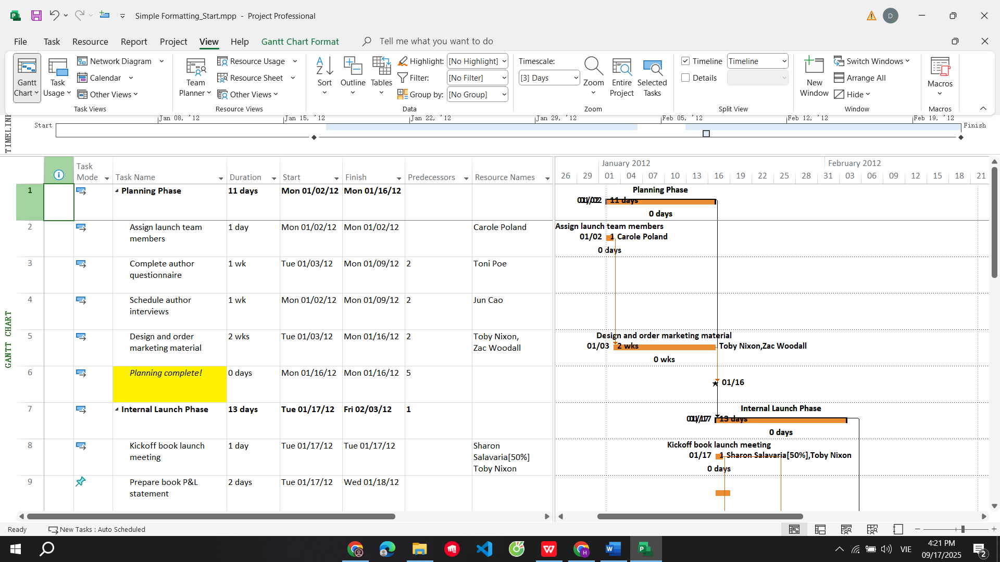 Simple Formatting_Start.mpp - Project Professional
D
File Task Resource Report Project View Help Gantt Chart Format Tell me what you want to do
Gantt Chart
Task Usage
Network Diagram
Calendar
Other Views
Task Views
Team Planner
Resource Usage
Resource Sheet
Other Views
Resource Views
Sort
Outline
Tables
Highlight: [No Highlight]
Filter: [No Filter]
Group by: [No Group]
Data
Timescale:
[3] Days
Zoom
Entire Project
Selected Tasks
Zoom
Timeline Timeline
Details
Split View
New Window
Switch Windows
Arrange All
Hide
Window
Macros
Macros
TIMELINE
Jan 08, '12 Jan 15, '12 Jan 22, '12 Jan 29, '12 Feb 05, '12 Feb 12, '12 Feb 19, '12
Start Finish
GANTT CHART
Task Mode Task Name Duration Start Finish Predecessors Resource Names
1 Planning Phase 11 days Mon 01/02/12 Mon 01/16/12
2 Assign launch team members 1 day Mon 01/02/12 Mon 01/02/12 Carole Poland
3 Complete author questionnaire 1 wk Tue 01/03/12 Mon 01/09/12 2 Toni Poe
4 Schedule author interviews 1 wk Mon 01/02/12 Mon 01/09/12 2 Jun Cao
5 Design and order marketing material 2 wks Tue 01/03/12 Mon 01/16/12 2 Toby Nixon, Zac Woodall
6 Planning complete! 0 days Mon 01/16/12 Mon 01/16/12 5
7 Internal Launch Phase 13 days Tue 01/17/12 Fri 02/03/12 1
8 Kickoff book launch meeting 1 day Tue 01/17/12 Tue 01/17/12 Sharon Salavaria[50%] Toby Nixon
9 Prepare book P&L statement 2 days Tue 01/17/12 Wed 01/18/12
January 2012 February 2012
26 29 01 04 07 10 13 16 19 22 25 28 31 03 06 09 12 15 18 21
Planning Phase
01/02 11 days
0 days
Assign launch team members
01/02 1 Carole Poland
0 days
Design and order marketing material
01/03 2 wks Toby Nixon,Zac Woodall
0 wks
01/16
Internal Launch Phase
01/17 13 days
0 days
Kickoff book launch meeting
01/17 1 Sharon Salavaria[50%],Toby Nixon
0 days
Ready New Tasks : Auto Scheduled
VIE
4:21 PM
09/17/2025
2